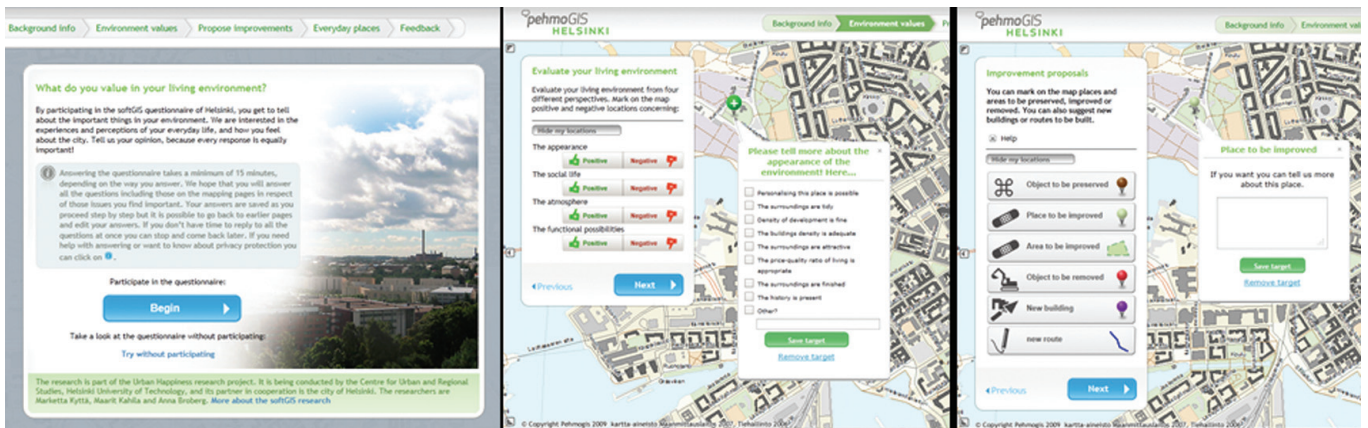 Background info
Environment values
Propose improvements
Everyday places
Feedback
What do you value in your living environment?
By participating in the softGIS questionnaire of Helsinki, you get to tell
about the important things in your environment. We are interested in the
experiences and perceptions of your everyday life, and how you feel
about the city. Tell us your opinion, because every response is equally
important!
Answering the questionnaire takes a minimum of 15 minutes,
depending on the way you answer. We hope that you will answer
all the questions including those on the mapping pages in respect
of those issues you find important. Your answers are saved as you
proceed step by step but it is possible to go back to earlier pages
and edit your answers. If you don't have time to reply to all the
questions at once you can stop and come back later. If you need
help with answering or want to know about privacy protection you
can click on
Participate in the questionnaire:
Begin
Take a look at the questionnaire without participating:
Try without participating
The research is part of the Urban Happiness research project. It is being conducted by the Centre for Urban and Regional
Studies, Helsinki University of Technology, and its partner in cooperation is the city of Helsinki. The researchers are
Marketta Kyttä, Maarit Kahila and Anna Broberg. More about the softGIS research
pehmoGIS
HELSINKI
Background info
Environment values
Evaluate your living environment
Evaluate your living environment from four
different perspectives. Mark on the map
positive and negative locations concerning:
Hide my locations
The appearance
Positive
Negative
The social life
Positive
Negative
The atmosphere
Positive
Negative
The functional possibilities
Positive
Negative
Previous
Next
Please tell more about the
appearance of the
environment! Here...
Personalising this place is possible
The surroundings are tidy
Density of development is fine
The buildings density is adequate
The surroundings are attractive
The price-quality ratio of living is
appropriate
The surroundings are finished
The history is present
Other?
Save target
Remove target
© Copyright Pehmogis 2009 kartta-aineisto Maanmittauslaitos 2007, Tiehallinto
pehmoGIS
HELSINKI
Background info
Environment val
Improvement proposals
You can mark on the map places and
areas to be preserved, improved or
removed. You can also suggest new
buildings or routes to be built.
Help
Hide my locations
Object to be preserved
Place to be improved
Area to be improved
Object to be removed
New building
new route
Previous
Next
Place to be improved
If you want you can tell us more
about this place.
Save target
Remove target
© Copyright Pehmogis 2009 kartta-aineisto Maanmittauslaitos 2007, Tiehallinto